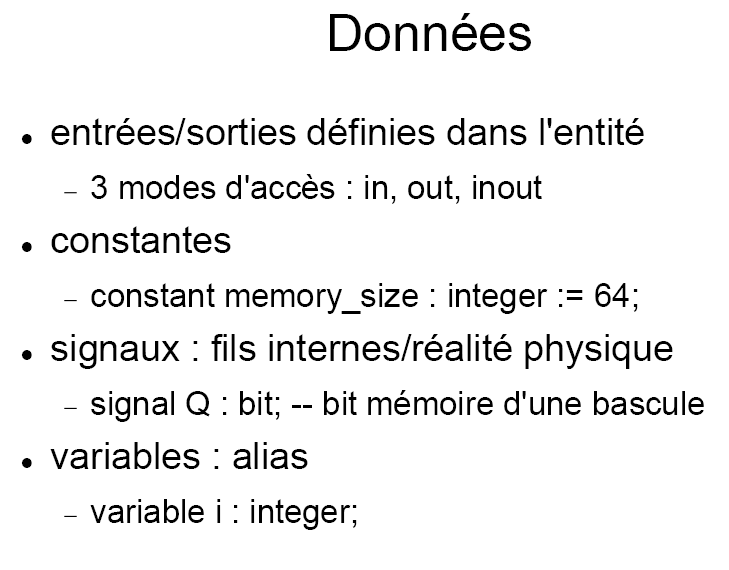 Données
• entrées/sorties définies dans l'entité
– 3 modes d'accès : in, out, inout
• constantes
– constant memory_size : integer := 64;
• signaux : fils internes/réalité physique
– signal Q : bit; -- bit mémoire d'une bascule
• variables : alias
– variable i : integer;